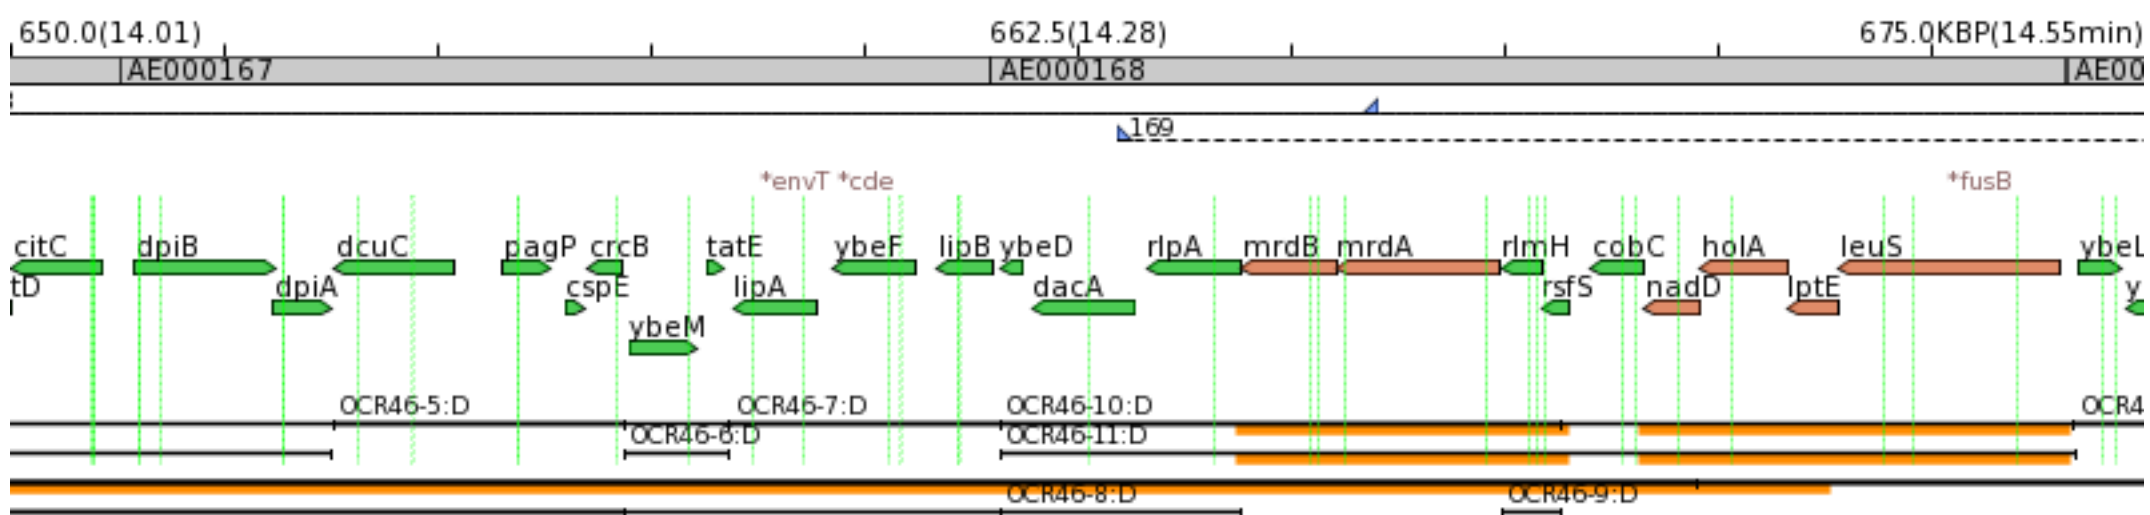 650.0(14.01) 662.5(14.28) 675.0KBP(14.55min)
AE000167 AE000168 AE00
169
*envT *cde *fusB
citC dpiB dcuC pagP crcB tatE ybeF lipB ybeD rlpA mrdB mrdA rlmH cobC holA leuS ybeL
tD dpiA cspE lipA dacA rsfS nadD lptE y
ybeM
OCR46-5:D OCR46-7:D OCR46-10:D OCR4
OCR46-6:D OCR46-11:D
OCR46-8:D OCR46-9:D